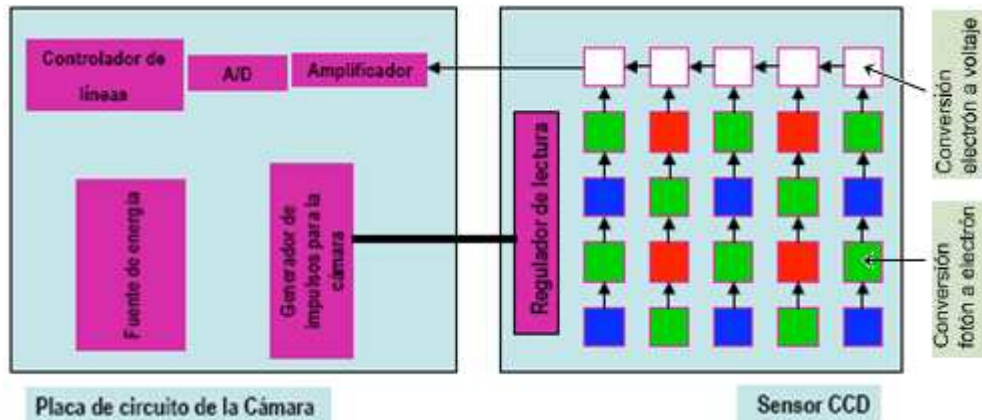 Controlador de
líneas
A/D
Amplificador
Fuente de energía
Generador de
impulsos para la
cámara
Regulador de lectura
Conversión
electrón a voltaje
Conversión
fotón a electrón
Placa de circuito de la Cámara
Sensor CCD